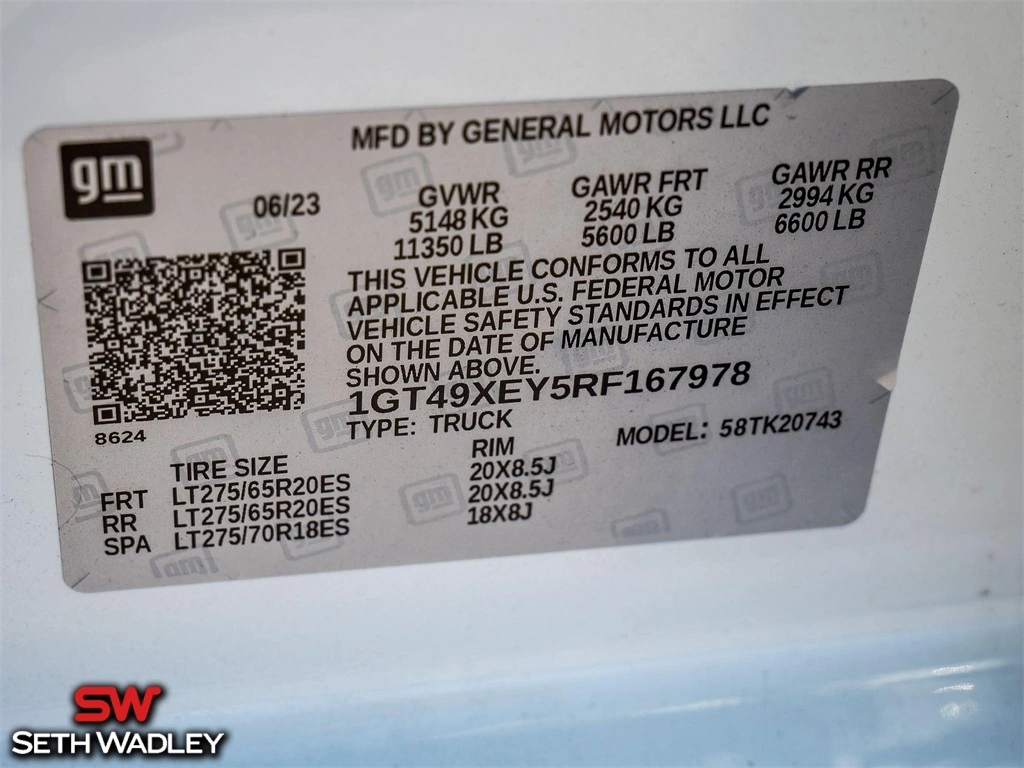 MFD BY GENERAL MOTORS LLC
gm
06/23
GVWR
5148 KG
11350 LB
GAWR FRT
2540 KG
5600 LB
GAWR RR
2994 KG
6600 LB
THIS VEHICLE CONFORMS TO ALL
APPLICABLE U.S. FEDERAL MOTOR
VEHICLE SAFETY STANDARDS IN EFFECT
ON THE DATE OF MANUFACTURE
SHOWN ABOVE.
1GT49XEY5RF167978
8624
TYPE: TRUCK
MODEL: 58TK20743
TIRE SIZE RIM
FRT LT275/65R20ES 20X8.5J
RR LT275/65R20ES 20X8.5J
SPA LT275/70R18ES 18X8J
SW
SETH WADLEY